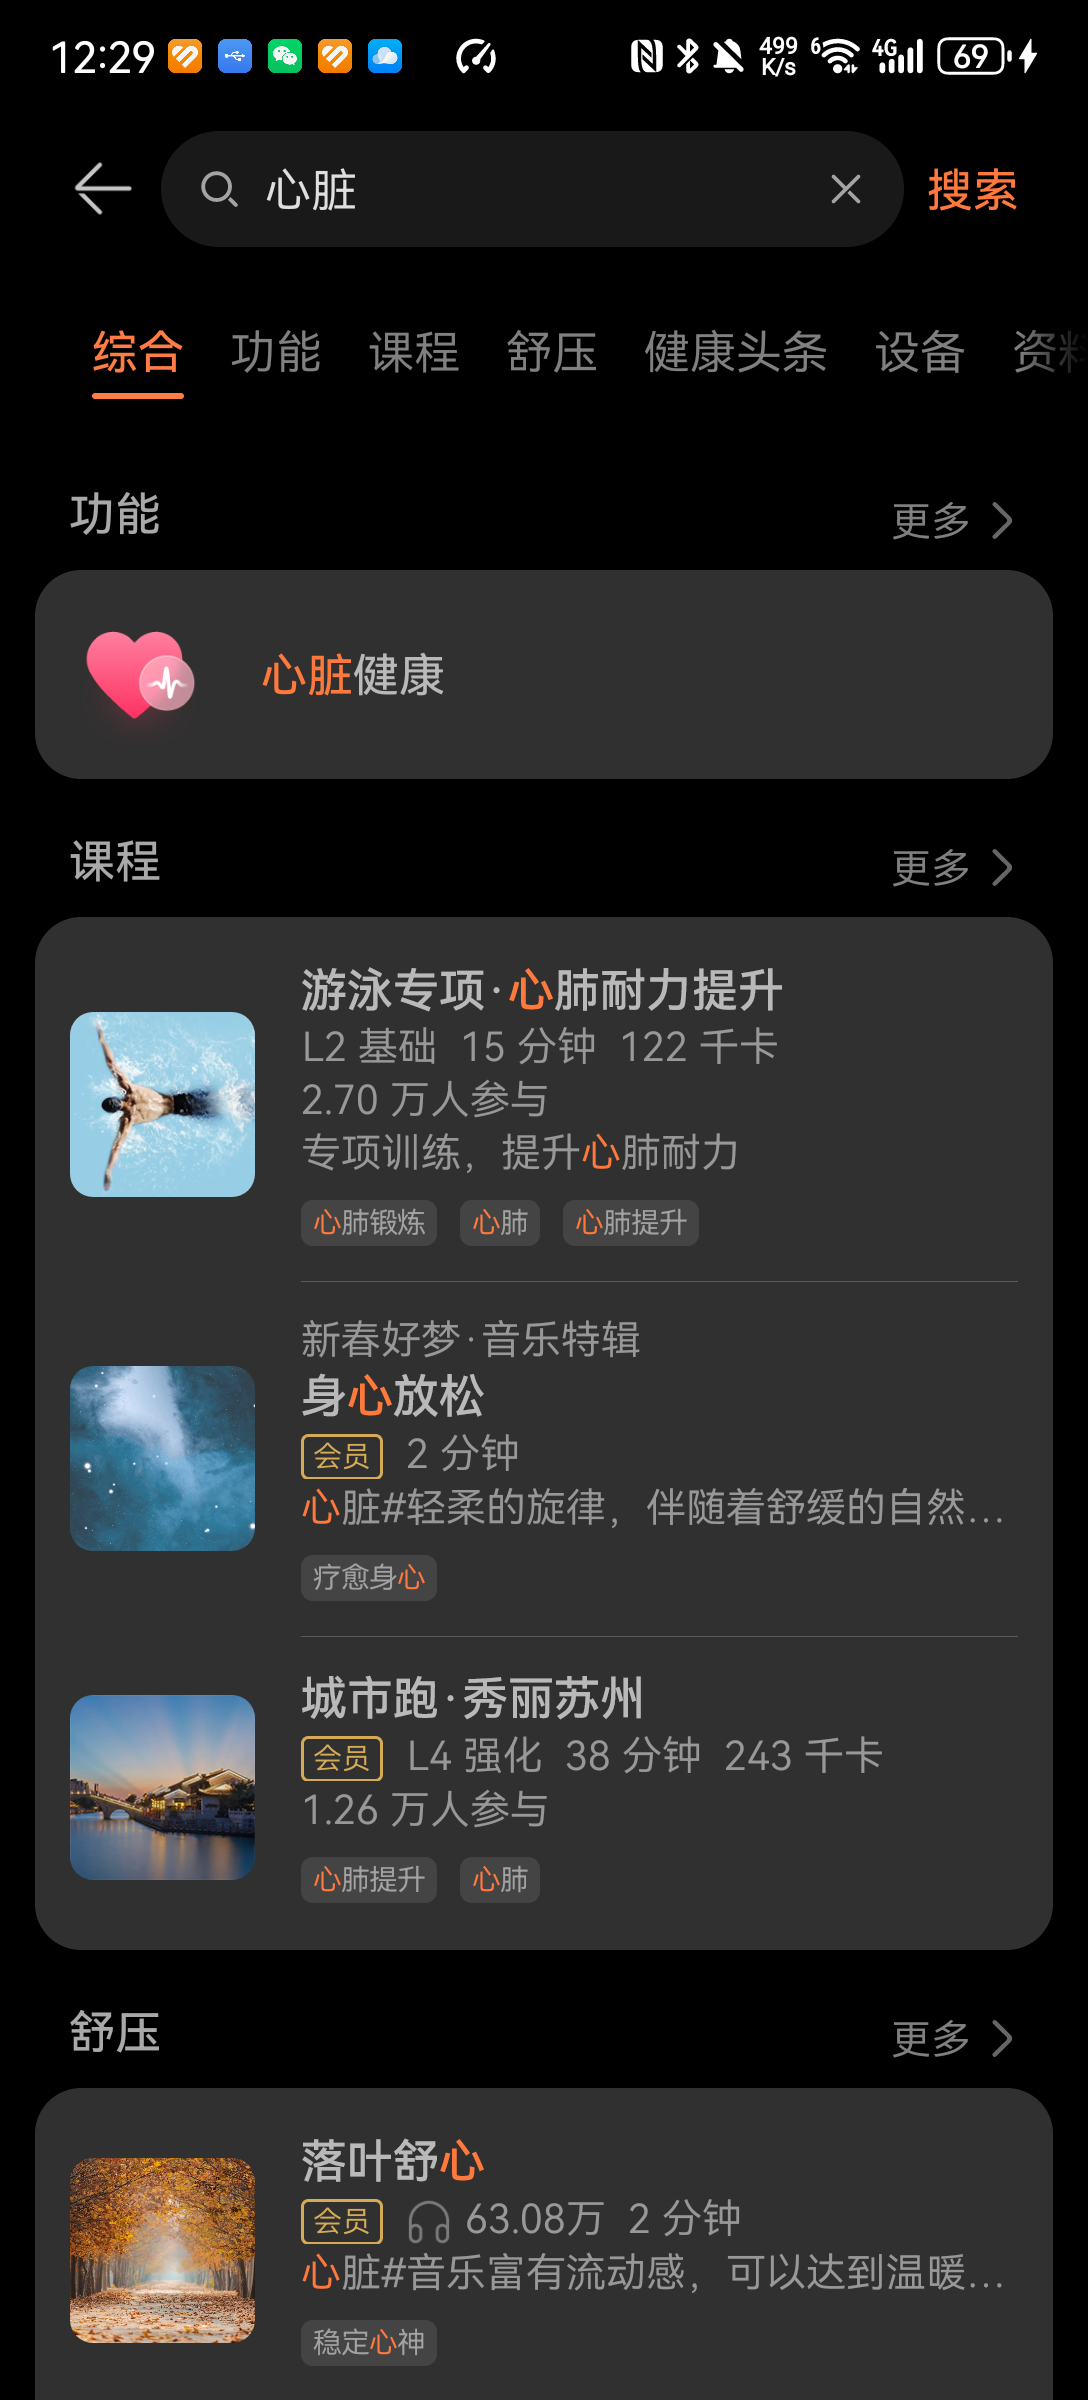 12:29
499 K/s 6 4G 69
心脏
搜索
综合 功能 课程 舒压 健康头条 设备
功能
更多
心脏健康
课程
更多
游泳专项·心肺耐力提升
L2 基础 15 分钟 122 千卡
2.70 万人参与
专项训练，提升心肺耐力
心肺锻炼 心肺 心肺提升
新春好梦·音乐特辑
身心放松
会员 2 分钟
心脏#轻柔的旋律，伴随着舒缓的自然...
疗愈身心
城市跑·秀丽苏州
会员 L4 强化 38 分钟 243 千卡
1.26 万人参与
心肺提升 心肺
舒压
更多
落叶舒心
会员 63.08万 2 分钟
心脏#音乐富有流动感，可以达到温暖...
稳定心神